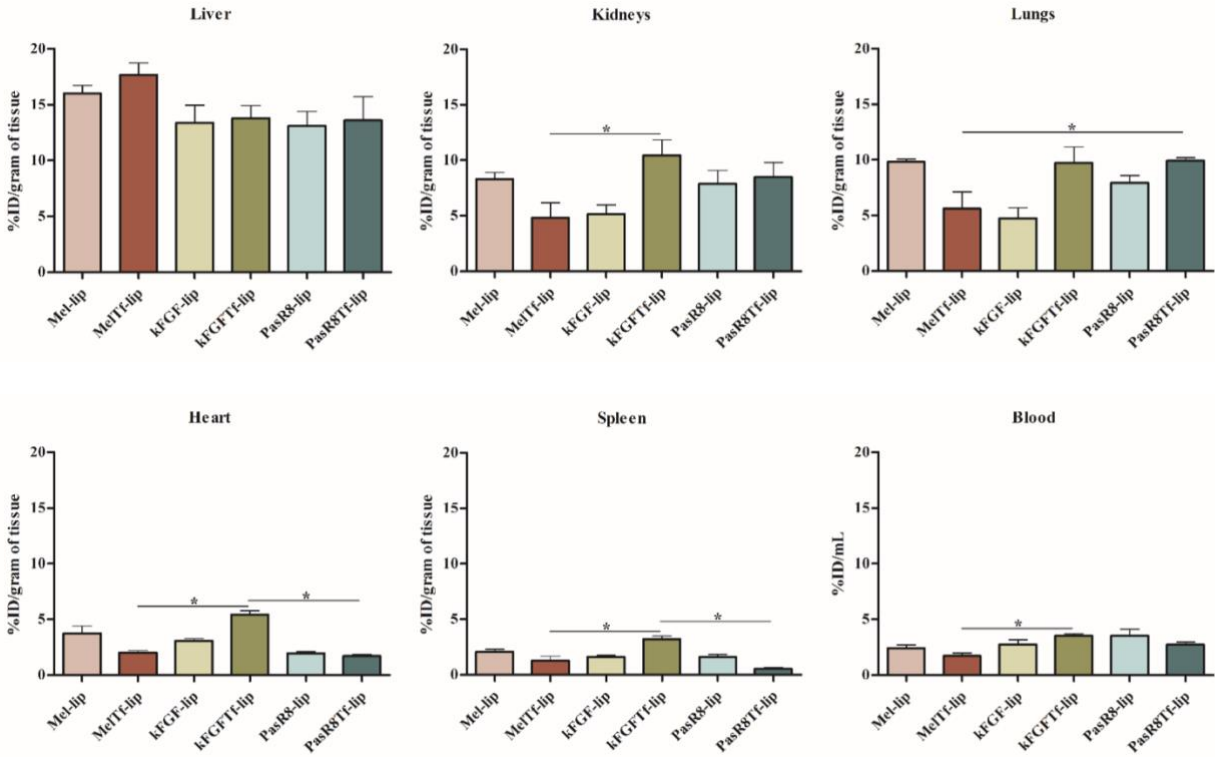 Liver
%ID/gram of tissue
20
15
10
5
0
Mel-lip
MelTf-lip
kFGF-lip
kFGFTf-lip
PasR8-lip
PasR8Tf-lip
Kidneys
%ID/gram of tissue
20
15
10
5
0
*
Mel-lip
MelTf-lip
kFGF-lip
kFGFTf-lip
PasR8-lip
PasR8Tf-lip
Lungs
%ID/gram of tissue
20
15
10
5
0
*
Mel-lip
MelTf-lip
kFGF-lip
kFGFTf-lip
PasR8-lip
PasR8Tf-lip
Heart
%ID/gram of tissue
20
15
10
5
0
*
*
Mel-lip
MelTf-lip
kFGF-lip
kFGFTf-lip
PasR8-lip
PasR8Tf-lip
Spleen
%ID/gram of tissue
20
15
10
5
0
*
*
Mel-lip
MelTf-lip
kFGF-lip
kFGFTf-lip
PasR8-lip
PasR8Tf-lip
Blood
%ID/mL
20
15
10
5
0
*
Mel-lip
MelTf-lip
kFGF-lip
kFGFTf-lip
PasR8-lip
PasR8Tf-lip